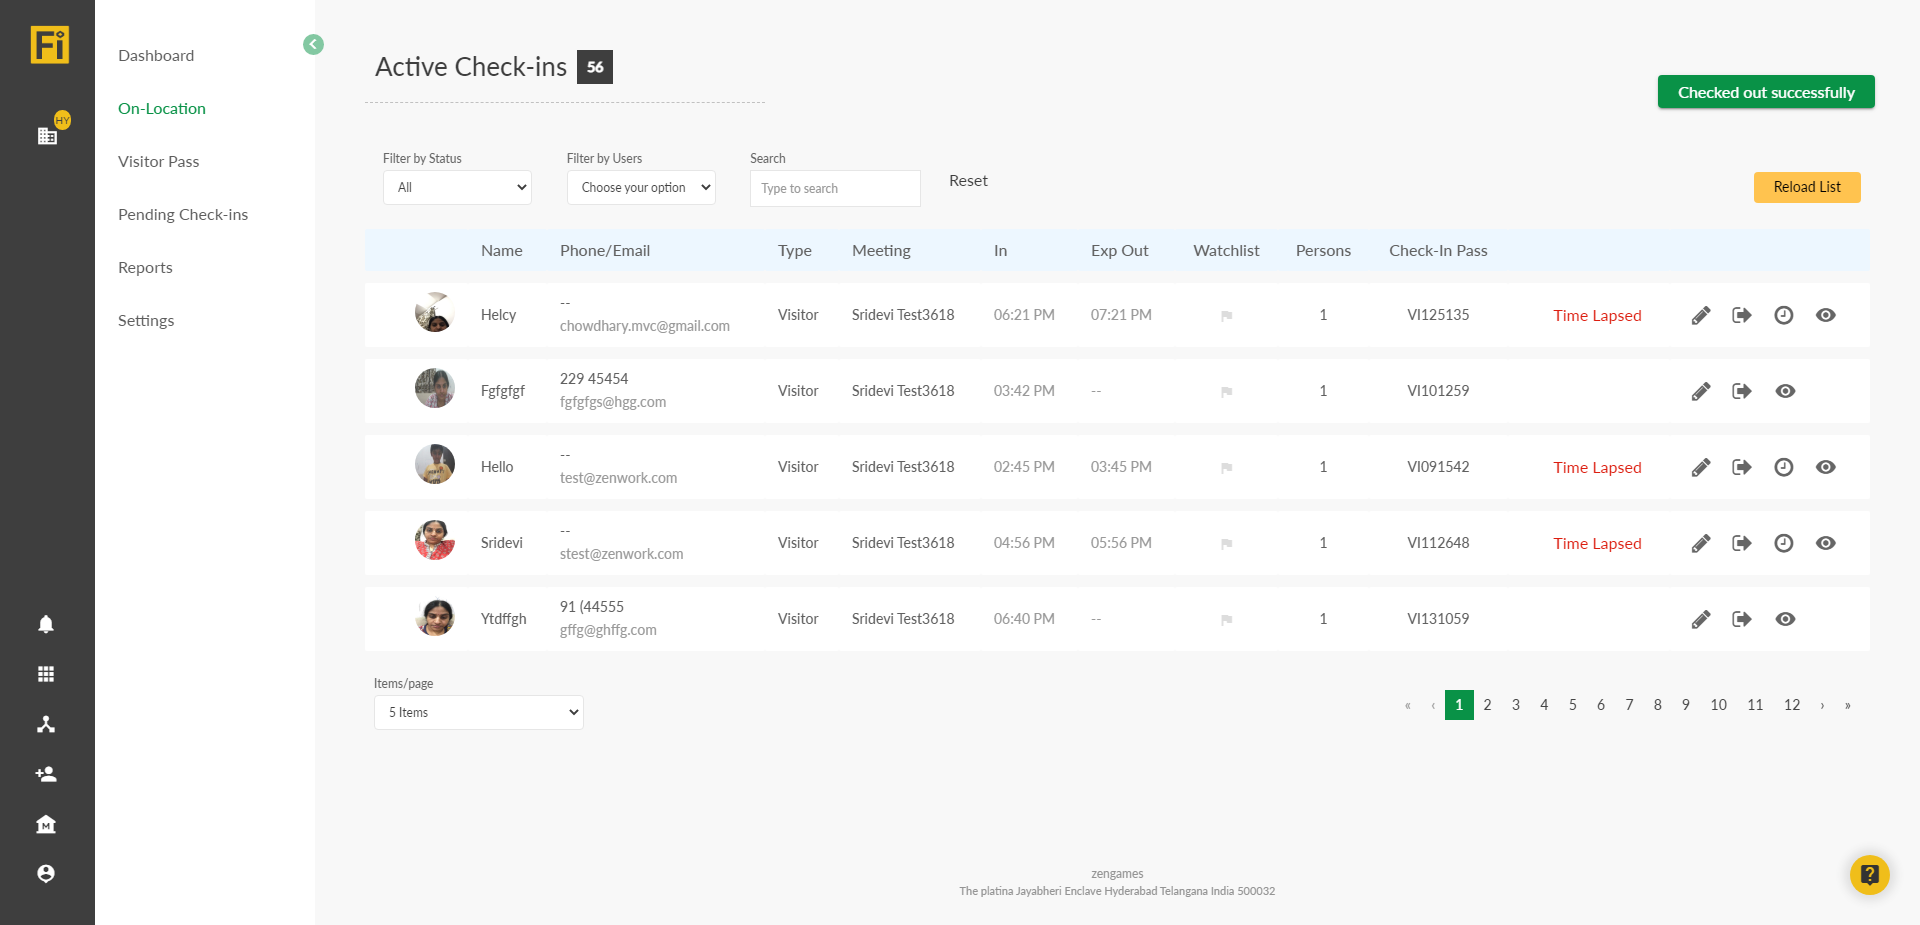 Fi
HY
Dashboard
On-Location
Visitor Pass
Pending Check-ins
Reports
Settings
Active Check-ins 56
Checked out successfully
Filter by Status Filter by Users Search
All Choose your option Type to search Reset Reload List
Name Phone/Email Type Meeting In Exp Out Watchlist Persons Check-In Pass
--
Helcy Visitor Sridevi Test3618 06:21 PM 07:21 PM 1 VI125135 Time Lapsed
chowdhary.mvc@gmail.com
229 45454
Fgfgfgf Visitor Sridevi Test3618 03:42 PM -- 1 VI101259
fgfgfgs@hgg.com
--
Hello Visitor Sridevi Test3618 02:45 PM 03:45 PM 1 VI091542 Time Lapsed
test@zenwork.com
--
Sridevi Visitor Sridevi Test3618 04:56 PM 05:56 PM 1 VI112648 Time Lapsed
stest@zenwork.com
91 (44555
Ytdffgh Visitor Sridevi Test3618 06:40 PM -- 1 VI131059
gffg@ghffg.com
Items/page
5 Items
« ‹ 1 2 3 4 5 6 7 8 9 10 11 12 › »
M
zengames
The platina Jayabheri Enclave Hyderabad Telangana India 500032
?